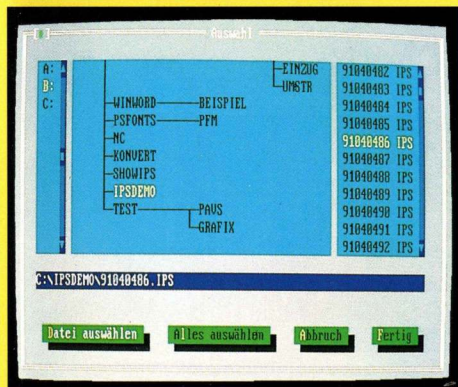 Auswahl
A:
B:
C:
EINZUG
UMSTR
WINWORD BEISPIEL
PSFONTS PFM
NC
KONVERT
SHOWIPS
IPSDEMO
TEST PAUS
GRAFIX
91040482 IPS
91040483 IPS
91040484 IPS
91040485 IPS
91040486 IPS
91040487 IPS
91040488 IPS
91040489 IPS
91040490 IPS
91040491 IPS
91040492 IPS
C:\IPSDEMO\91040486.IPS
Datei auswählen Alles auswählen Abbruch Fertig